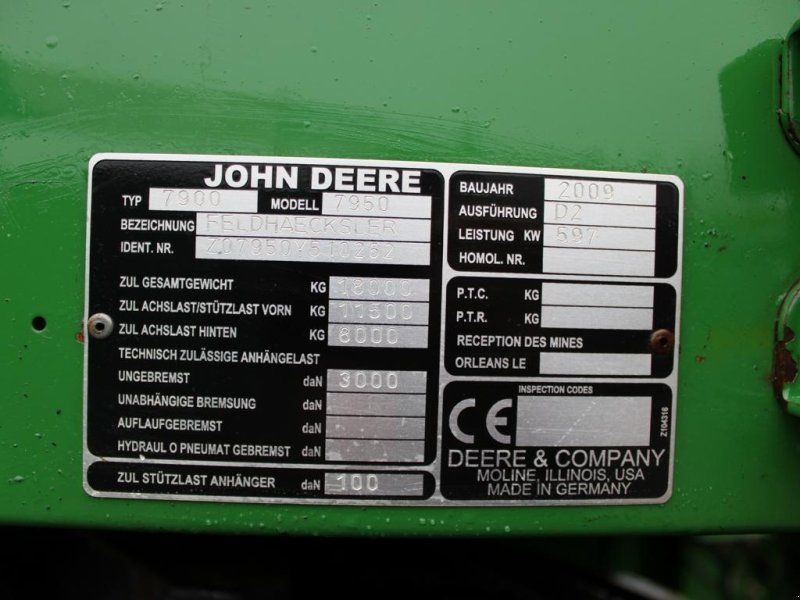 JOHN DEERE
TYP 7900 MODELL 7950
BEZEICHNUNG FELDHAECKSLER
IDENT. NR. Z07950Y510262
ZUL GESAMTGEWICHT KG 18000
ZUL ACHSLAST/STÜTZLAST VORN KG 11500
ZUL ACHSLAST HINTEN KG 8000
TECHNISCH ZULÄSSIGE ANHÄNGELAST
UNGEBREMST daN 3000
UNABHÄNGIGE BREMSUNG daN
AUFLAUFGEBREMST daN
HYDRAUL O PNEUMAT GEBREMST daN
ZUL STÜTZLAST ANHÄNGER daN 100
BAUJAHR 2009
AUSFÜHRUNG D2
LEISTUNG KW 597
HOMOL. NR.
P.T.C. KG
P.T.R. KG
RECEPTION DES MINES
ORLEANS LE
INSPECTION CODES
CE
Z104316
DEERE & COMPANY
MOLINE, ILLINOIS, USA
MADE IN GERMANY